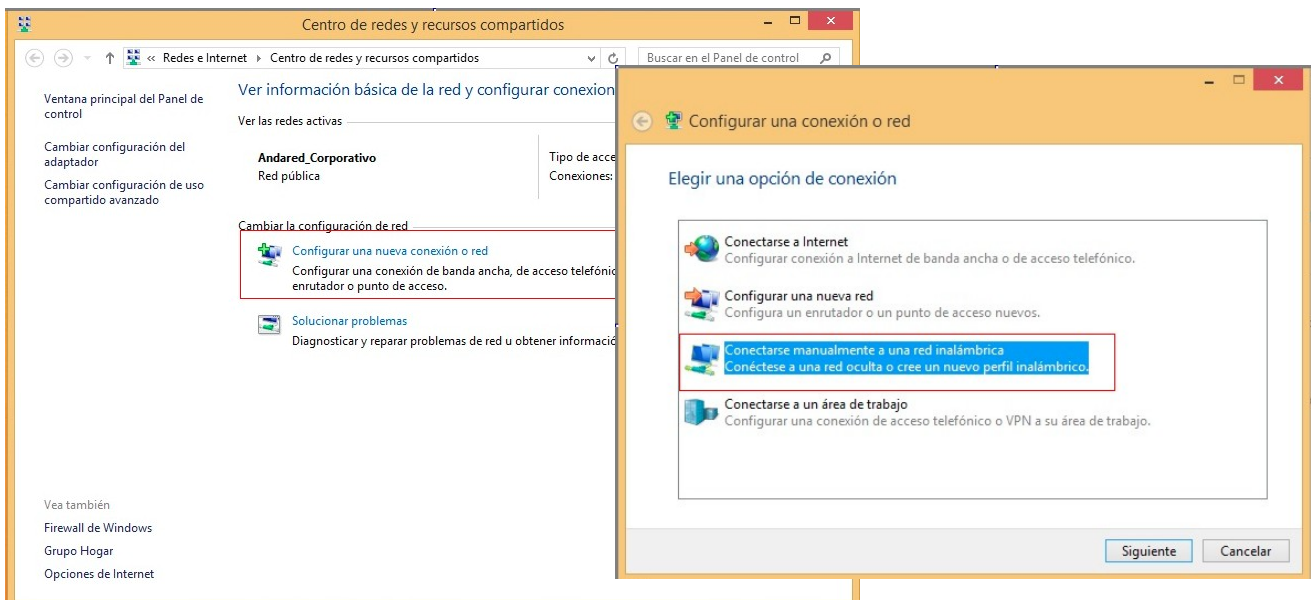 Centro de redes y recursos compartidos
« Redes e Internet Centro de redes y recursos compartidos
Buscar en el Panel de control
Ventana principal del Panel de
control
Cambiar configuración del
adaptador
Cambiar configuración de uso
compartido avanzado
Ver información básica de la red y configurar conexion
Ver las redes activas
Andared_Corporativo
Red pública
Tipo de acce
Conexiones:
Cambiar la configuración de red
Configurar una nueva conexión o red
Configurar una conexión de banda ancha, de acceso telefónic
enrutador o punto de acceso.
Solucionar problemas
Diagnosticar y reparar problemas de red u obtener informació
Vea también
Firewall de Windows
Grupo Hogar
Opciones de Internet
Configurar una conexión o red
Elegir una opción de conexión
Conectarse a Internet
Configurar conexión a Internet de banda ancha o de acceso telefónico.
Configurar una nueva red
Configura un enrutador o un punto de acceso nuevos.
Conectarse manualmente a una red inalámbrica
Conéctese a una red oculta o cree un nuevo perfil inalámbrico.
Conectarse a un área de trabajo
Configurar una conexión de acceso telefónico o VPN a su área de trabajo.
Siguiente
Cancelar